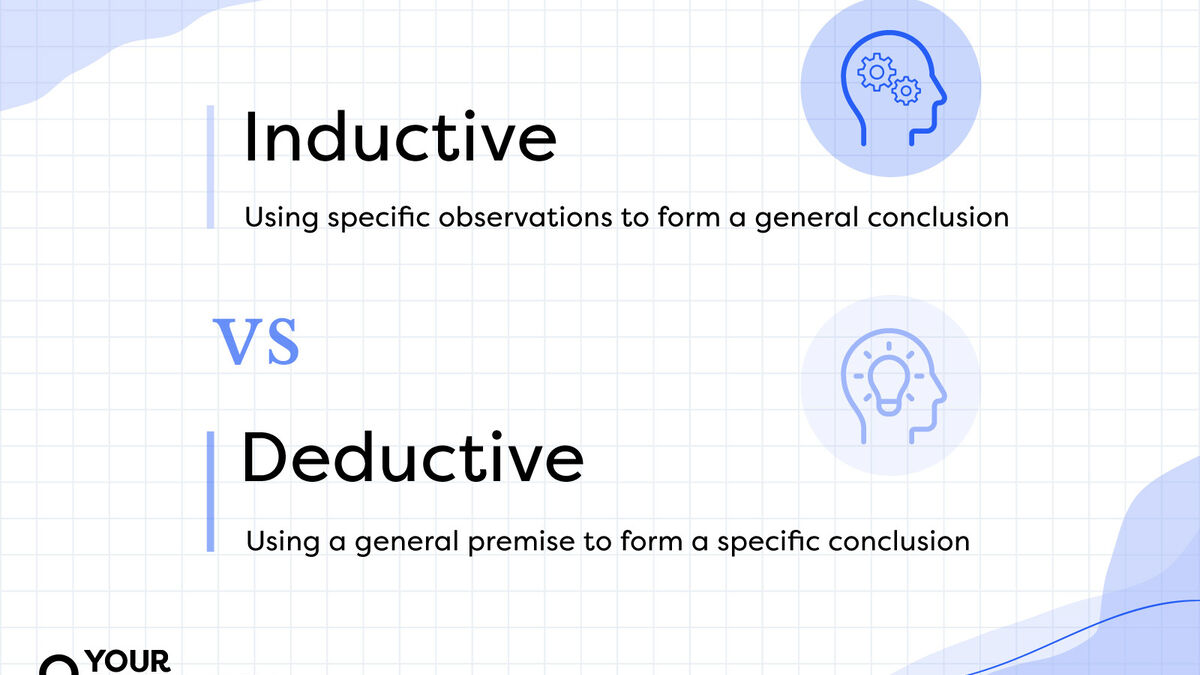 Inductive
Using specific observations to form a general conclusion
vs
Deductive
Using a general premise to form a specific conclusion
YOUR